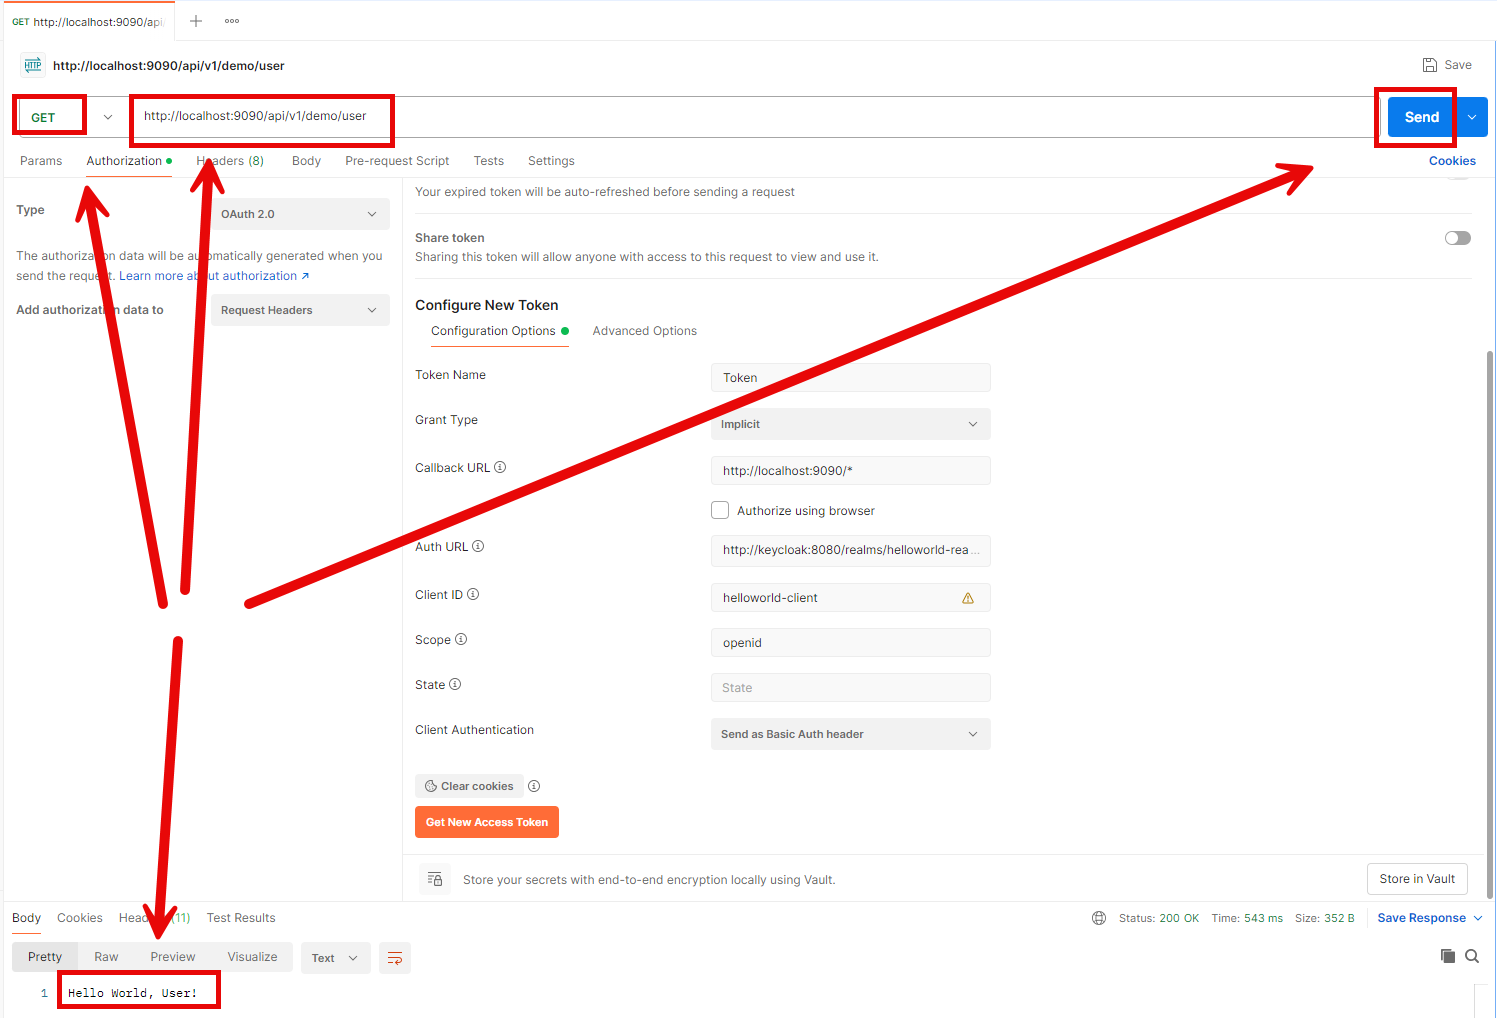 GET http://localhost:9090/api
http://localhost:9090/api/v1/demo/user
Save
GET
http://localhost:9090/api/v1/demo/user
Send
Params
Authorization
Headers (8)
Body
Pre-request Script
Tests
Settings
Cookies
Your expired token will be auto-refreshed before sending a request
Type
OAuth 2.0
The authorization data will be automatically generated when you
send the request. Learn more about authorization ↗
Add authorization data to
Request Headers
Share token
Sharing this token will allow anyone with access to this request to view and use it.
Configure New Token
Configuration Options
Advanced Options
Token Name
Token
Grant Type
Implicit
Callback URL
http://localhost:9090/*
Authorize using browser
Auth URL
http://keycloak:8080/realms/helloworld-rea...
Client ID
helloworld-client
Scope
openid
State
State
Client Authentication
Send as Basic Auth header
Clear cookies
Get New Access Token
Store your secrets with end-to-end encryption locally using Vault.
Store in Vault
Body
Cookies
Headers (11)
Test Results
Status: 200 OK
Time: 543 ms
Size: 352 B
Save Response
Pretty
Raw
Preview
Visualize
Text
1 Hello World, User!